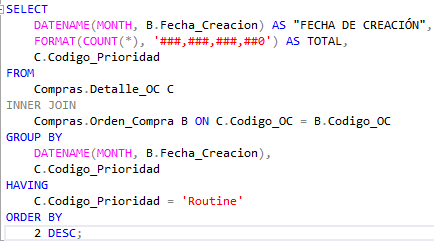 SELECT
DATENAME(MONTH, B.Fecha_Creacion) AS "FECHA DE CREACIÓN",
FORMAT(COUNT(*), '###,###,###,##0') AS TOTAL,
C.Codigo_Prioridad
FROM
Compras.Detalle_OC C
INNER JOIN
Compras.Orden_Compra B ON C.Codigo_OC = B.Codigo_OC
GROUP BY
DATENAME(MONTH, B.Fecha_Creacion),
C.Codigo_Prioridad
HAVING
C.Codigo_Prioridad = 'Routine'
ORDER BY
2 DESC;